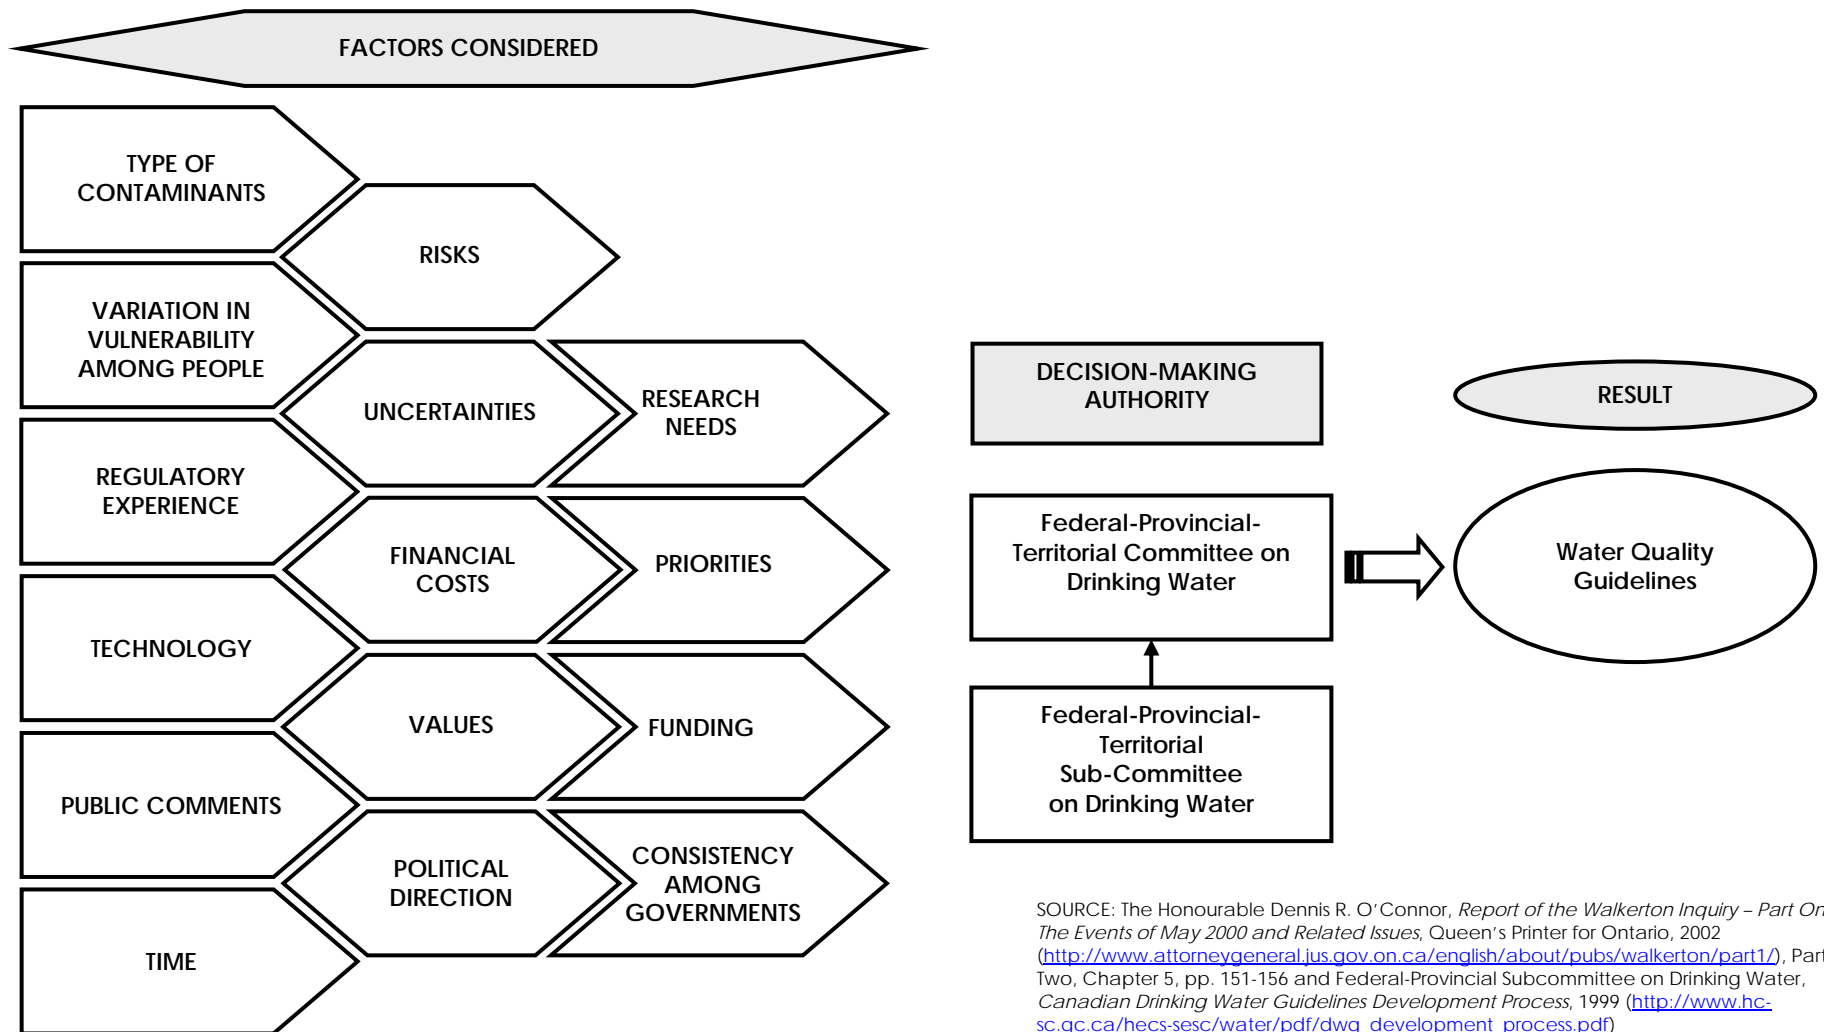 FACTORS CONSIDERED
TYPE OF
CONTAMINANTS
VARIATION IN
VULNERABILITY
AMONG PEOPLE
REGULATORY
EXPERIENCE
TECHNOLOGY
PUBLIC COMMENTS
TIME
RISKS
UNCERTAINTIES
FINANCIAL
COSTS
VALUES
POLITICAL
DIRECTION
RESEARCH
NEEDS
PRIORITIES
FUNDING
CONSISTENCY
AMONG
GOVERNMENTS
DECISION-MAKING
AUTHORITY
Federal-Provincial-
Territorial Committee on
Drinking Water
Federal-Provincial-
Territorial
Sub-Committee
on Drinking Water
RESULT
Water Quality
Guidelines
SOURCE: The Honourable Dennis R. O'Connor, Report of the Walkerton Inquiry – Part On
The Events of May 2000 and Related Issues, Queen's Printer for Ontario, 2002
(http://www.attorneygeneral.jus.gov.on.ca/english/about/pubs/walkerton/part1/), Part
Two, Chapter 5, pp. 151-156 and Federal-Provincial Subcommittee on Drinking Water,
Canadian Drinking Water Guidelines Development Process, 1999 (http://www.hc-
sc.gc.ca/hecs-sesc/water/pdf/dwg_development_process.pdf)